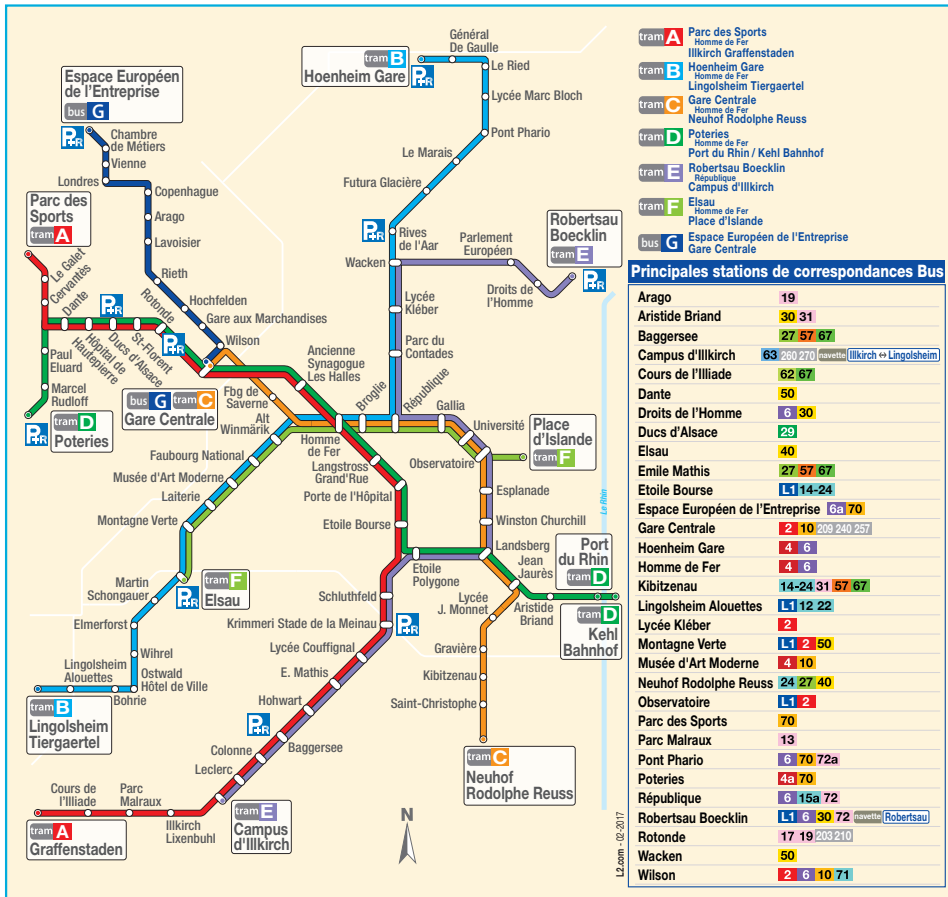 Général
De Gaulle
tram B
Hoenheim Gare
P+R
Le Ried
Lycée Marc Bloch
Pont Phario
Le Marais
Futura Glacière
Espace Européen
de l'Entreprise
bus G
P+R
Chambre
de Métiers
Vienne
Londres
Copenhague
Arago
Lavoisier
Rieth
Hochfelden
Gare aux Marchandises
Wilson
Parc des
Sports
tram A
Le Galet
Cervantès
Dante
Hôpital de
Hautepierre
Ducs d'Alsace
St-Florent
Rotonde
P+R
P+R
Paul
Eluard
Marcel
Rudloff
P+R
tram D
Poteries
bus G tram C
Gare Centrale
P+R
Rives
de l'Aar
Wacken
Parlement
Européen
Robertsau
Boecklin
tram E
P+R
Droits de
l'Homme
Lycée
Kléber
Parc du
Contades
Ancienne
Synagogue
Les Halles
Fbg de
Saverne
Alt
Winmärik
Broglie
République
Gallia
Université
Place
d'Islande
tram F
Observatoire
Homme
de Fer
Langstross
Grand'Rue
Porte de l'Hôpital
Etoile Bourse
Faubourg National
Musée d'Art Moderne
Laiterie
Montagne Verte
Esplanade
Winston Churchill
Landsberg
Jean
Jaurès
Le Rhin
Port
du Rhin
tram D
tram D
Kehl
Bahnhof
Aristide
Briand
Etoile
Polygone
Lycée
J. Monnet
Gravière
Kibitzenau
Saint-Christophe
tram C
Neuhof
Rodolphe Reuss
Martin
Schongauer
P+R
tram F
Elsau
Elmerforst
Wihrel
Ostwald
Hôtel de Ville
Lingolsheim
Alouettes
Bohrie
tram B
Lingolsheim
Tiergaertel
Schluthfeld
Krimmeri Stade de la Meinau
P+R
Lycée Couffignal
E. Mathis
Hohwart
P+R
Baggersee
Colonne
Leclerc
tram E
Campus
d'Illkirch
Cours de
l'Illiade
Parc
Malraux
Illkirch
Lixenbuhl
tram A
Graffenstaden
N
L2.com - 02-2017
tram A
Parc des Sports
Homme de Fer
Illkirch Graffenstaden
tram B
Hoenheim Gare
Homme de Fer
Lingolsheim Tiergaertel
tram C
Gare Centrale
Homme de Fer
Neuhof Rodolphe Reuss
tram D
Poteries
Homme de Fer
Port du Rhin / Kehl Bahnhof
tram E
Robertsau Boecklin
République
Campus d'Illkirch
tram F
Elsau
Homme de Fer
Place d'Islande
bus G
Espace Européen de l'Entreprise
Gare Centrale
Principales stations de correspondances Bus
Arago 19
Aristide Briand 30 31
Baggersee 27 57 67
Campus d'Illkirch 63 260 270 navette Illkirch ↔ Lingolsheim
Cours de l'Illiade 62 67
Dante 50
Droits de l'Homme 6 30
Ducs d'Alsace 29
Elsau 40
Emile Mathis 27 57 67
Etoile Bourse L1 14-24
Espace Européen de l'Entreprise 6a 70
Gare Centrale 2 10 209 240 257
Hoenheim Gare 4 6
Homme de Fer 4 6
Kibitzenau 14-24 31 57 67
Lingolsheim Alouettes L1 12 22
Lycée Kléber 2
Montagne Verte L1 2 50
Musée d'Art Moderne 4 10
Neuhof Rodolphe Reuss 24 27 40
Observatoire L1 2
Parc des Sports 70
Parc Malraux 13
Pont Phario 6 70 72a
Poteries 4a 70
République 6 15a 72
Robertsau Boecklin L1 6 30 72 navette Robertsau
Rotonde 17 19 203 210
Wacken 50
Wilson 2 6 10 71